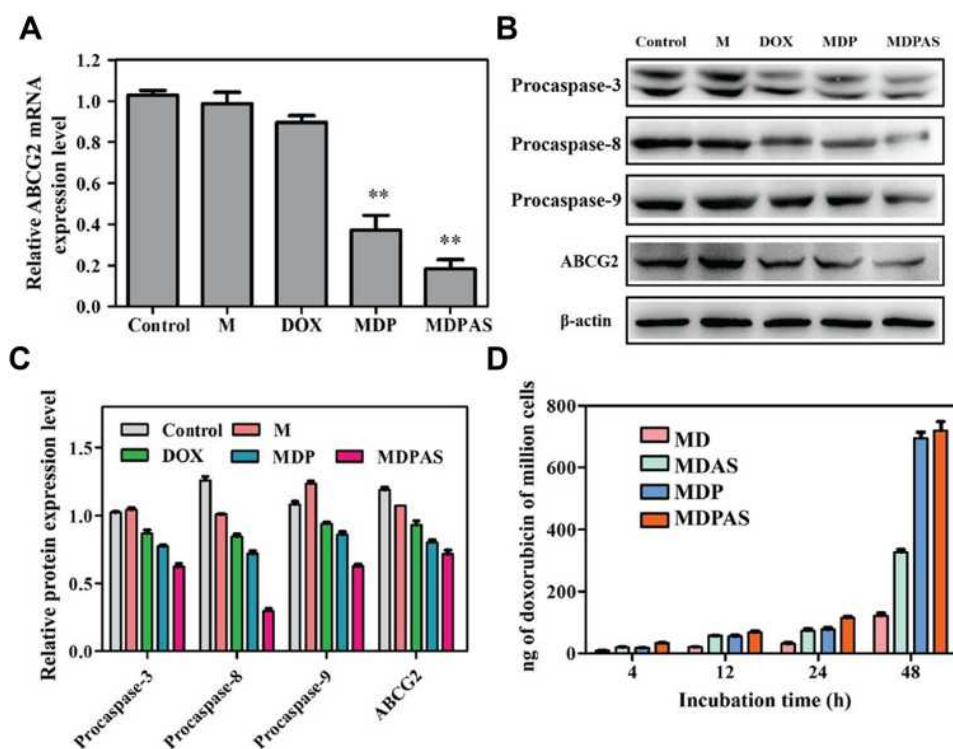 A
Relative ABCG2 mRNA
expression level
1.2
1.0
0.8
0.6
0.4
0.2
0.0
**
**
Control M DOX MDP MDPAS
B
Control M DOX MDP MDPAS
Procaspase-3
Procaspase-8
Procaspase-9
ABCG2
β-actin
C
Relative protein expression level
1.5
1.0
0.5
0.0
Control M
DOX MDP MDPAS
Procaspase-3
Procaspase-8
Procaspase-9
ABCG2
D
ng of doxorubicin of million cells
800
600
400
200
0
MD
MDAS
MDP
MDPAS
4 12 24 48
Incubation time (h)